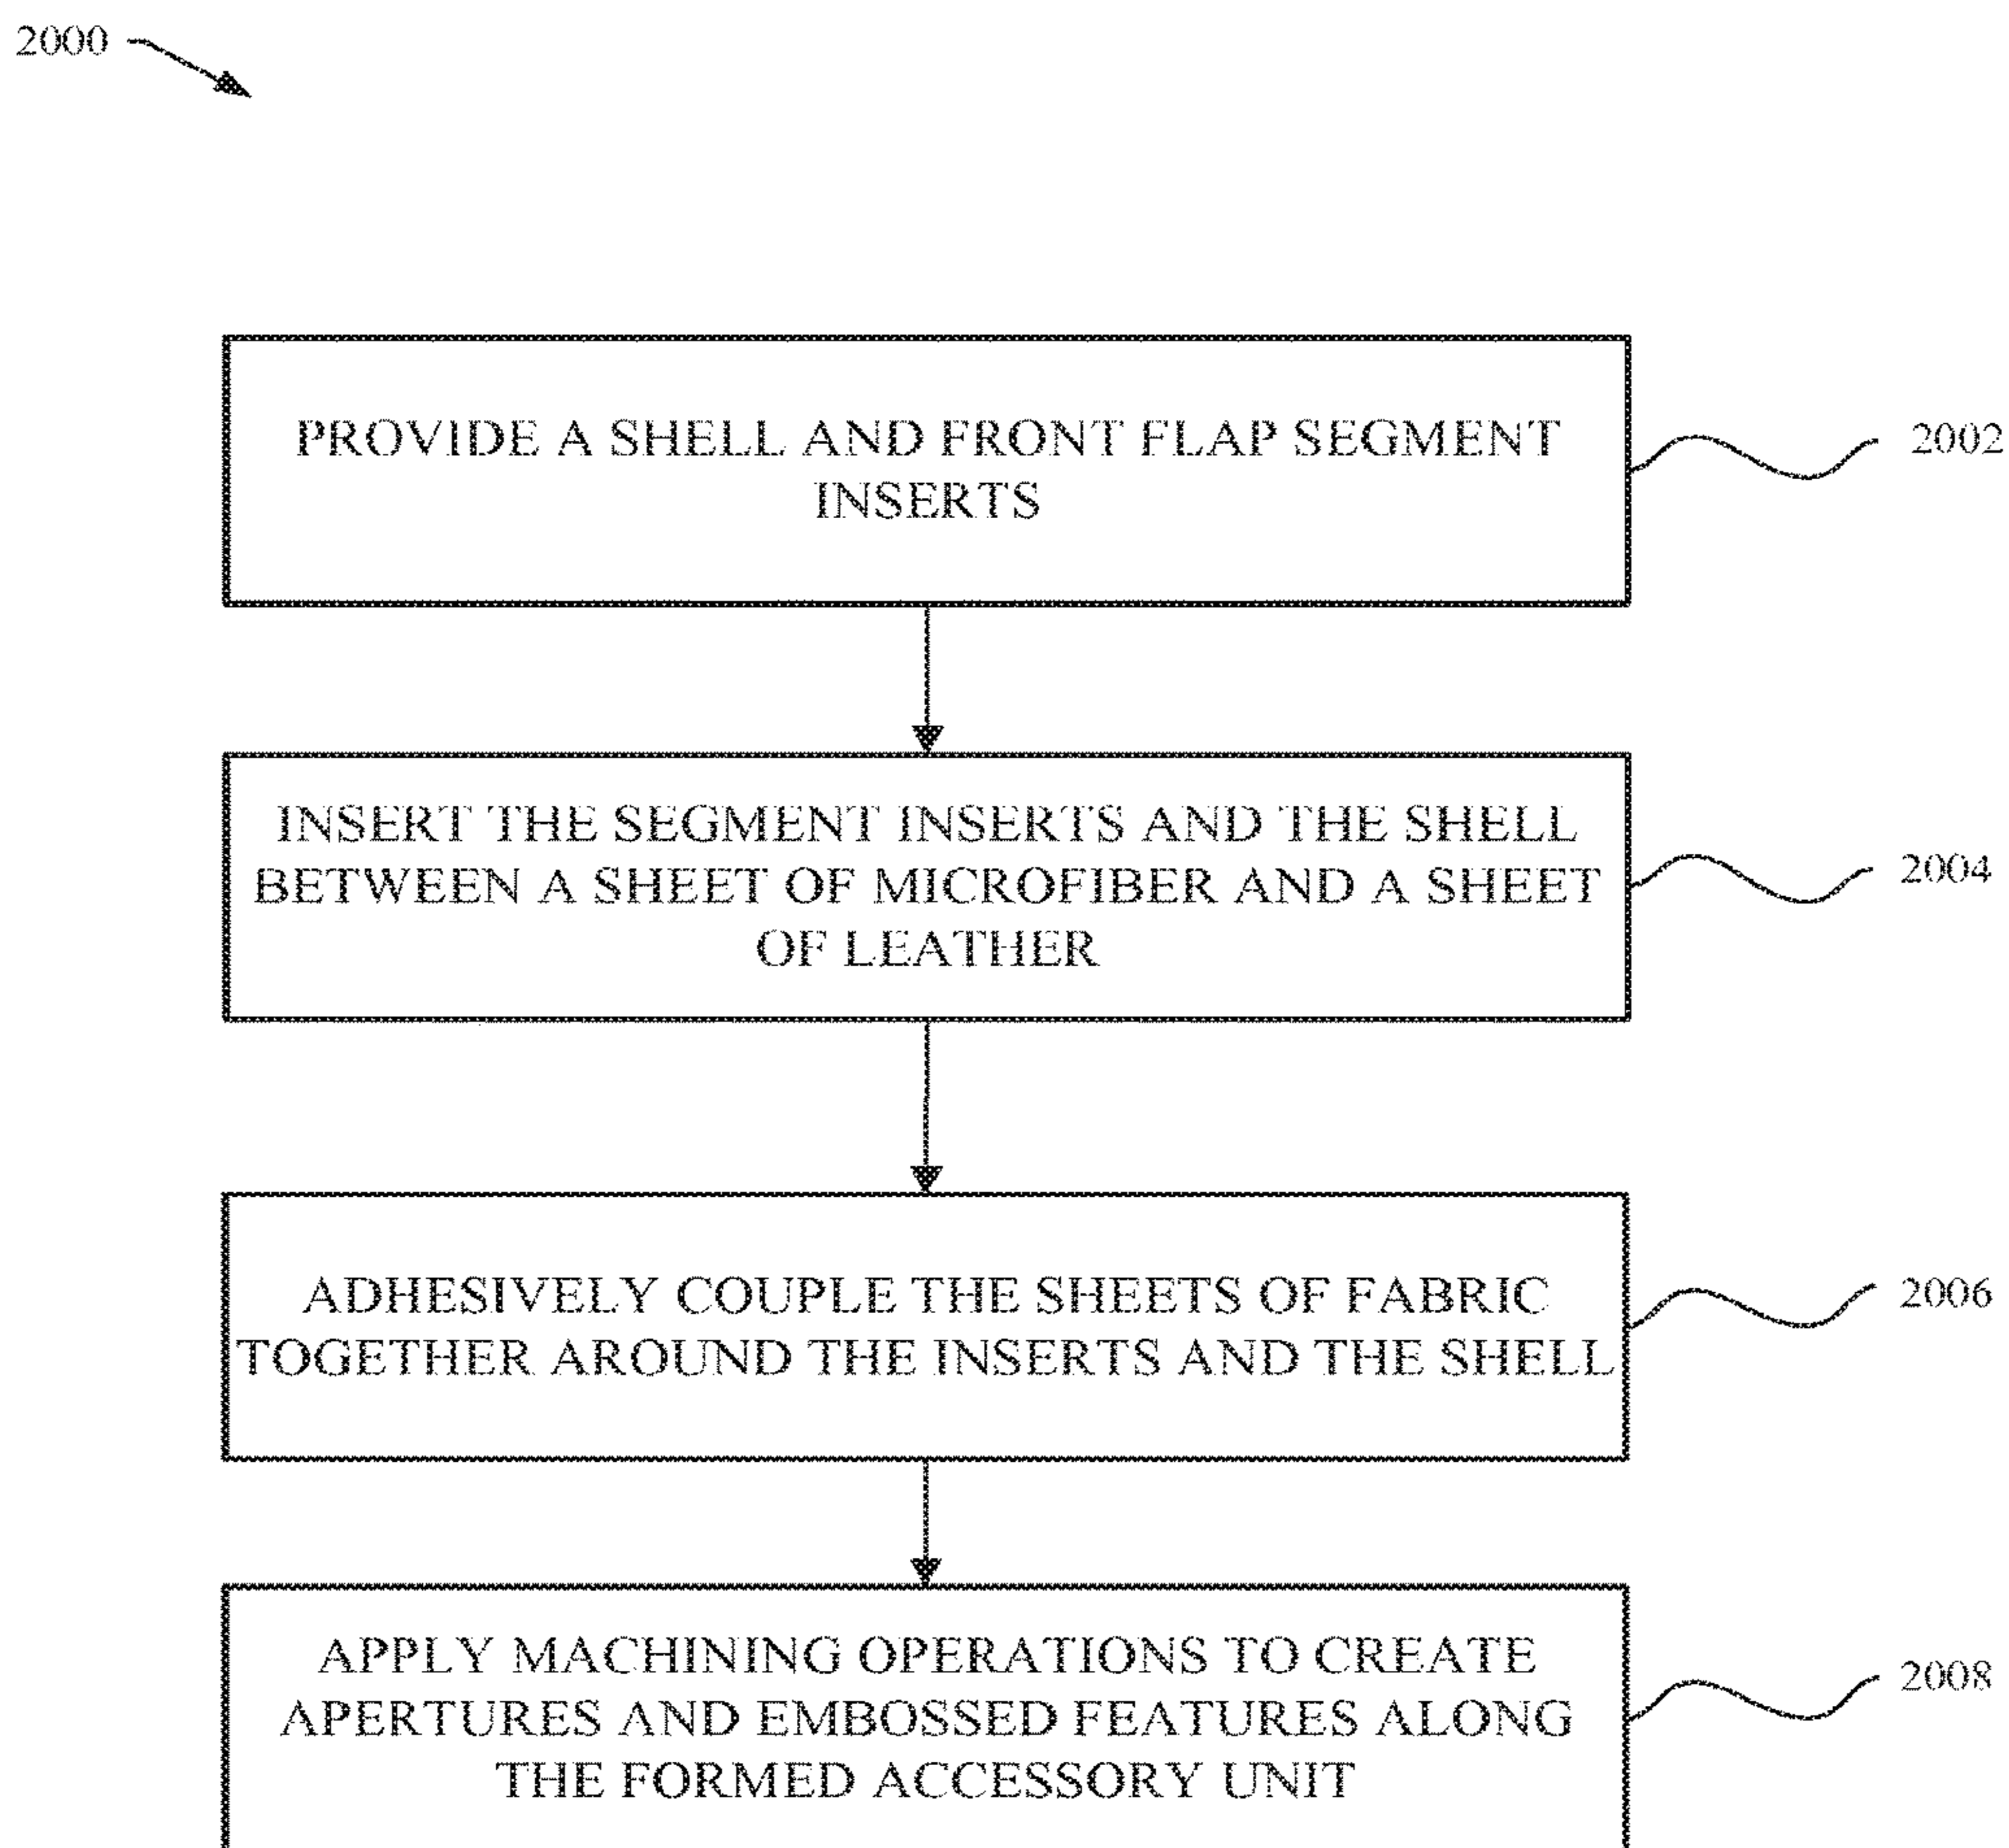 2000
PROVIDE A SHELL AND FRONT FLAP SEGMENT
INSERTS
2002
INSERT THE SEGMENT INSERTS AND THE SHELL
BETWEEN A SHEET OF MICROFIBER AND A SHEET
OF LEATHER
2004
ADHESIVELY COUPLE THE SHEETS OF FABRIC
TOGETHER AROUND THE INSERTS AND THE SHELL
2006
APPLY MACHINING OPERATIONS TO CREATE
APERTURES AND EMBOSSED FEATURES ALONG
THE FORMED ACCESSORY UNIT
2008